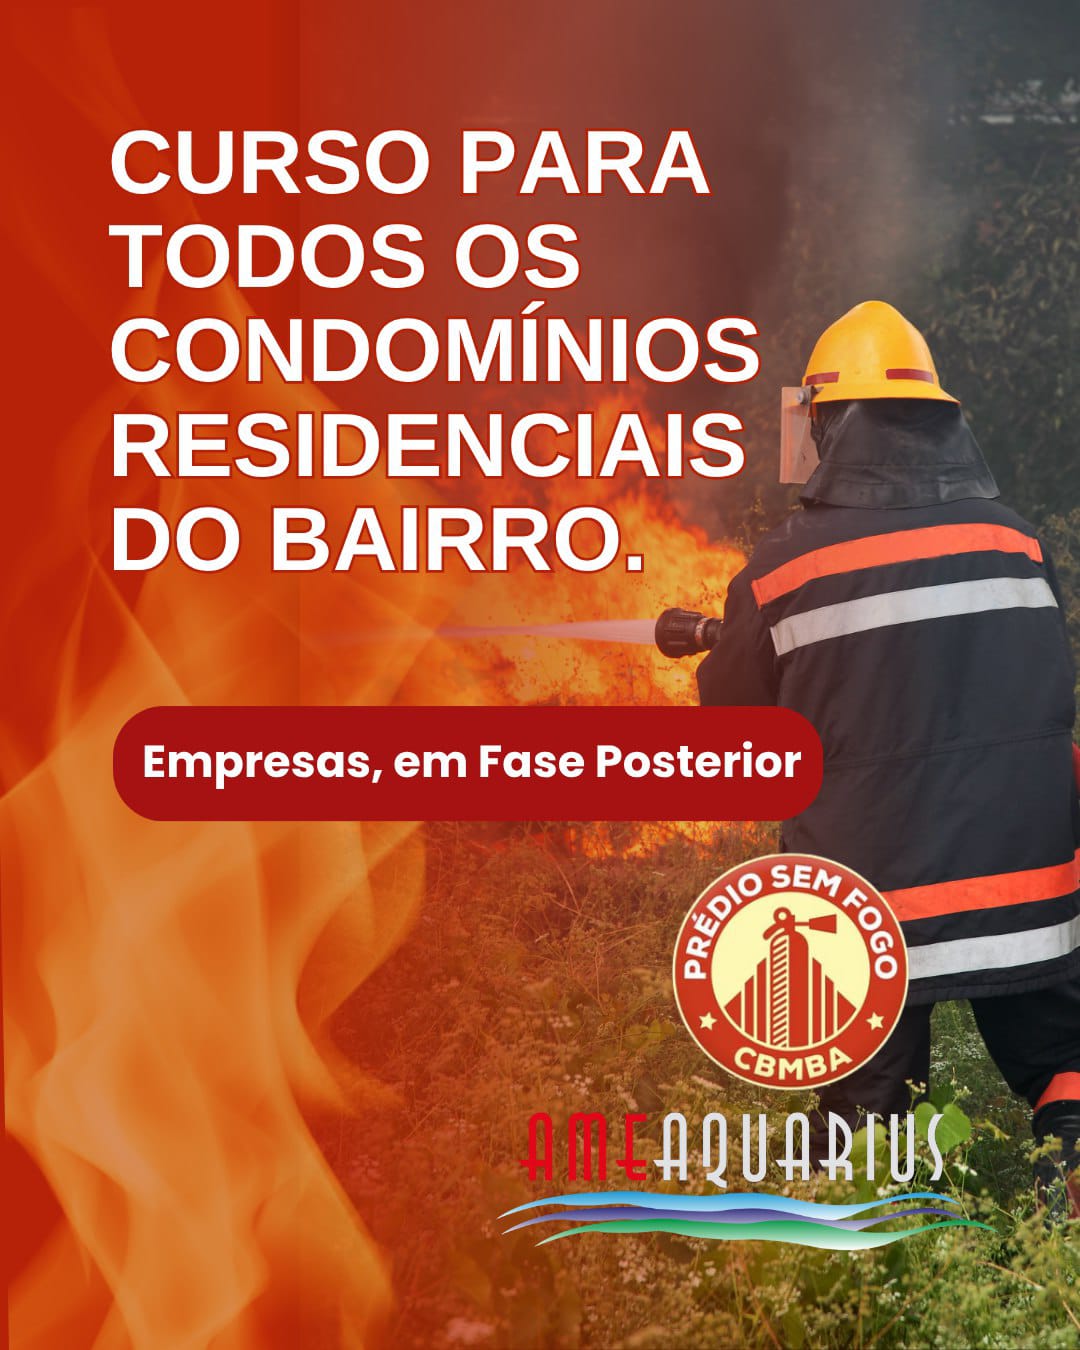 CURSO PARA
TODOS OS
CONDOMÍNIOS
RESIDENCIAIS
DO BAIRRO.
Empresas, em Fase Posterior
PRÉDIO SEM FOGO
CBMBA
AMEAQUARIUS